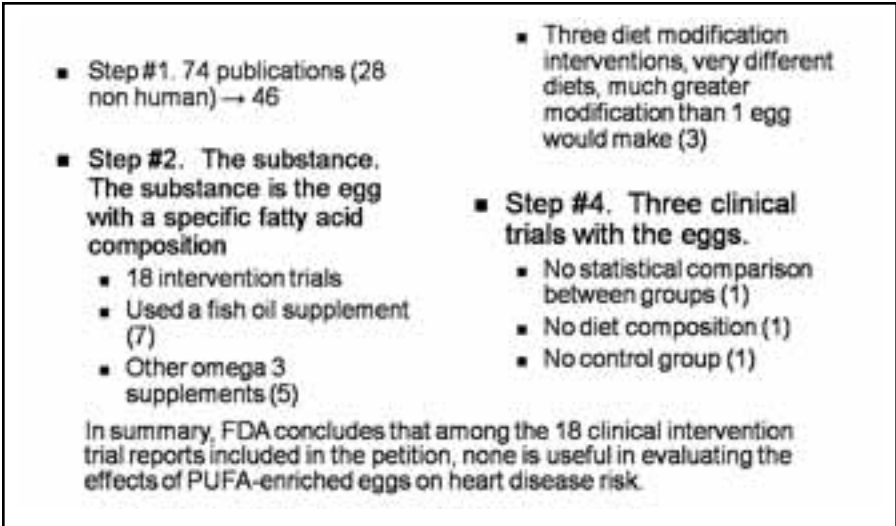 ▪ Step #1. 74 publications (28
non human) → 46
▪ Step #2. The substance.
The substance is the egg
with a specific fatty acid
composition
▪ 18 intervention trials
▪ Used a fish oil supplement
(7)
▪ Other omega 3
supplements (5)
▪ Three diet modification
interventions, very different
diets, much greater
modification than 1 egg
would make (3)
▪ Step #4. Three clinical
trials with the eggs.
▪ No statistical comparison
between groups (1)
▪ No diet composition (1)
▪ No control group (1)
In summary, FDA concludes that among the 18 clinical intervention
trial reports included in the petition, none is useful in evaluating the
effects of PUFA-enriched eggs on heart disease risk.